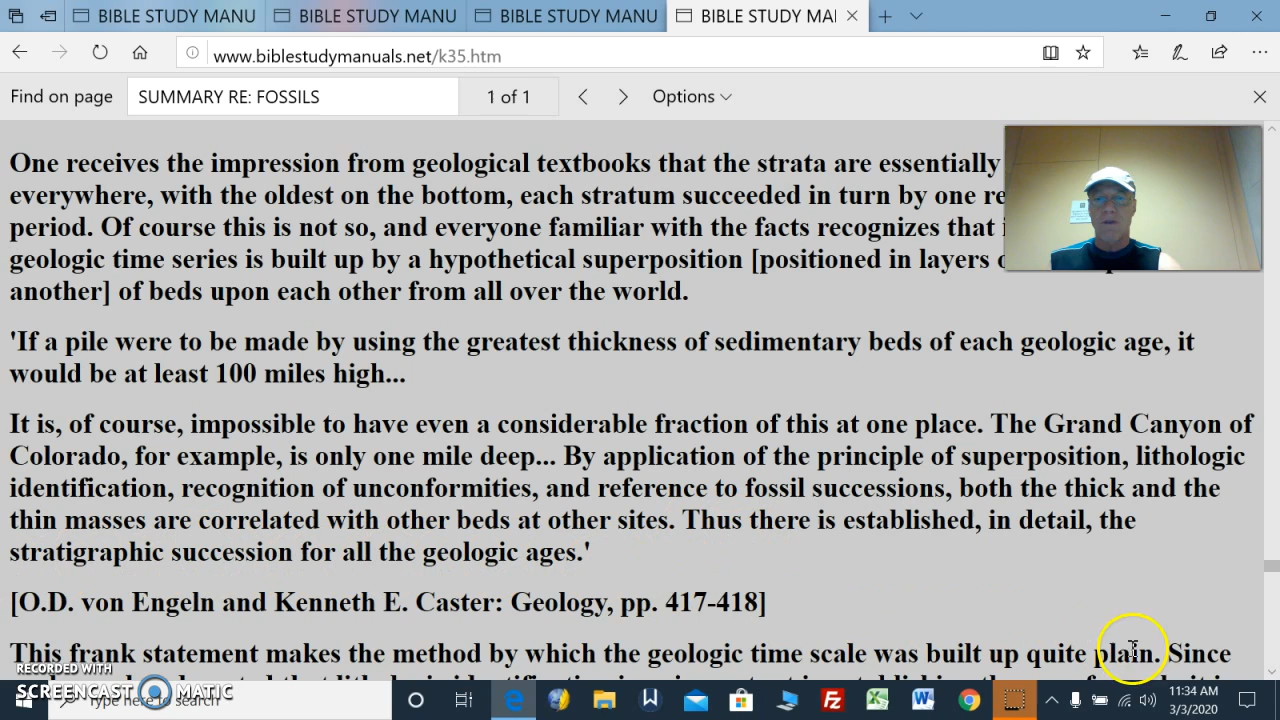 BIBLE STUDY MANU BIBLE STUDY MANU BIBLE STUDY MANU BIBLE STUDY MAI
www.biblestudymanuals.net/k35.htm
Find on page SUMMARY RE: FOSSILS 1 of 1 Options
One receives the impression from geological textbooks that the strata are essentially
everywhere, with the oldest on the bottom, each stratum succeeded in turn by one re
period. Of course this is not so, and everyone familiar with the facts recognizes that
geologic time series is built up by a hypothetical superposition [positioned in layers
another] of beds upon each other from all over the world.
'If a pile were to be made by using the greatest thickness of sedimentary beds of each geologic age, it
would be at least 100 miles high...
It is, of course, impossible to have even a considerable fraction of this at one place. The Grand Canyon of
Colorado, for example, is only one mile deep... By application of the principle of superposition, lithologic
identification, recognition of unconformities, and reference to fossil successions, both the thick and the
thin masses are correlated with other beds at other sites. Thus there is established, in detail, the
stratigraphic succession for all the geologic ages.'
[O.D. von Engeln and Kenneth E. Caster: Geology, pp. 417-418]
This frank statement makes the method by which the geologic time scale was built up quite plain. Since
RECORDED WITH
SCREENCAST MATIC
Type here to search
11:34 AM
3/3/2020